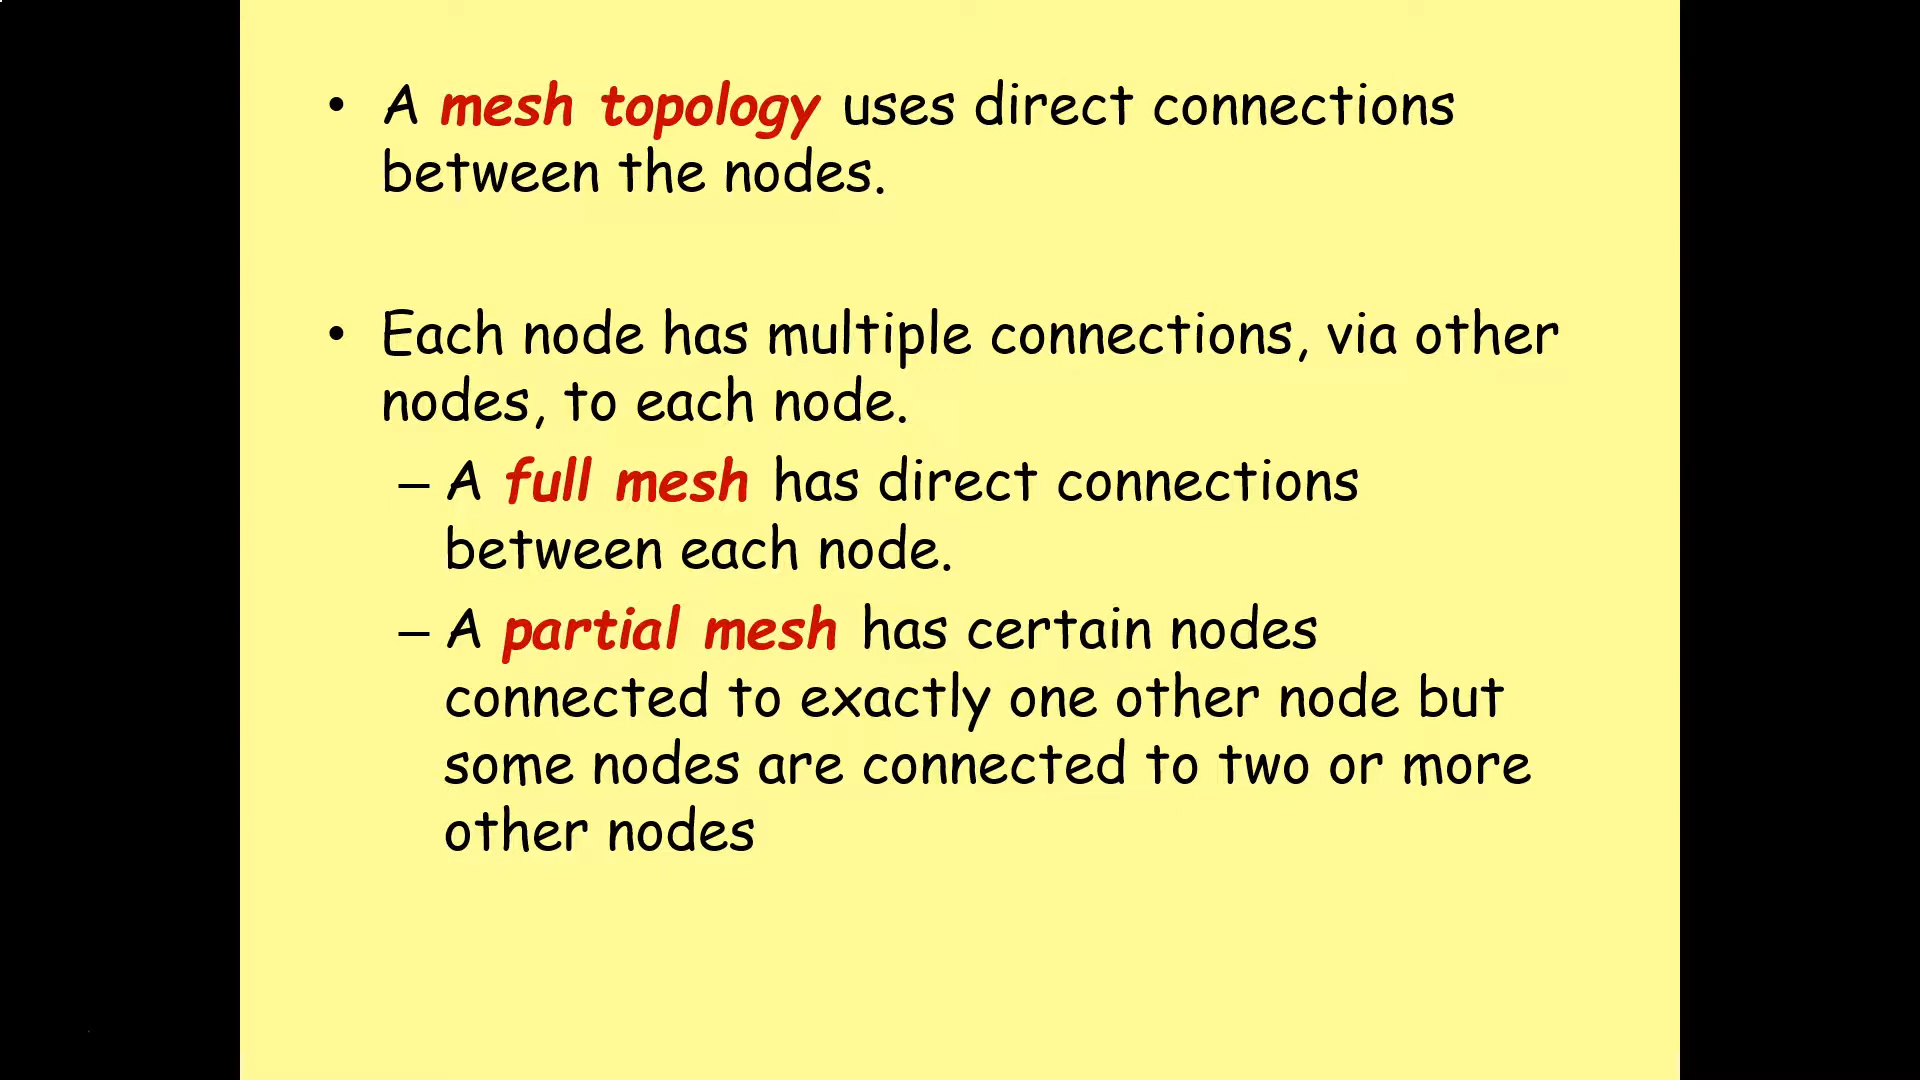 • A mesh topology uses direct connections
between the nodes.
• Each node has multiple connections, via other
nodes, to each node.
– A full mesh has direct connections
between each node.
– A partial mesh has certain nodes
connected to exactly one other node but
some nodes are connected to two or more
other nodes